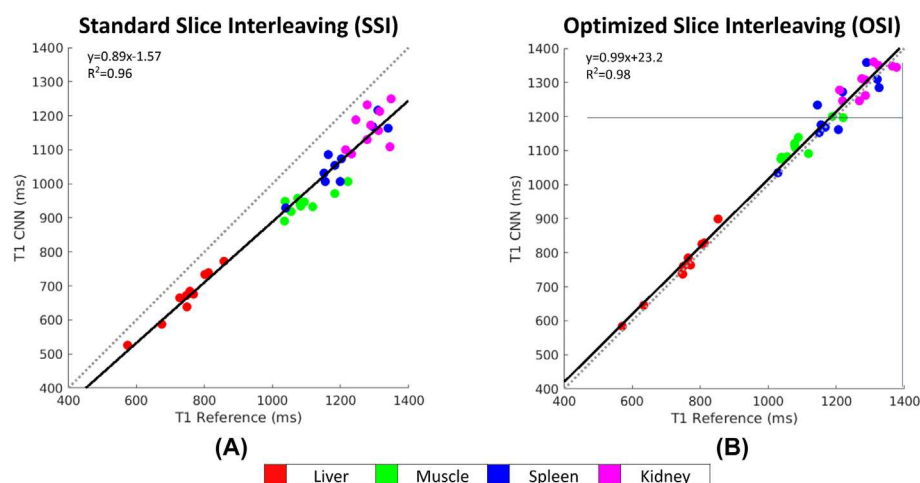 Standard Slice Interleaving (SSI)
Optimized Slice Interleaving (OSI)
y=0.89x-1.57
R²=0.96
1400
1300
1200
1100
1000
900
800
700
600
500
400
T1 CNN (ms)
400 600 800 1000 1200 1400
T1 Reference (ms)
(A)
y=0.99x+23.2
R²=0.98
1400
1300
1200
1100
1000
900
800
700
600
500
400
T1 CNN (ms)
400 600 800 1000 1200 1400
T1 Reference (ms)
(B)
Liver Muscle Spleen Kidney